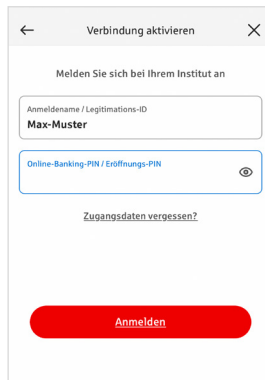 Verbindung aktivieren
Melden Sie sich bei Ihrem Institut an
Anmeldename / Legitimations-ID
Max-Muster
Online-Banking-PIN / Eröffnungs-PIN
Zugangsdaten vergessen?
Anmelden